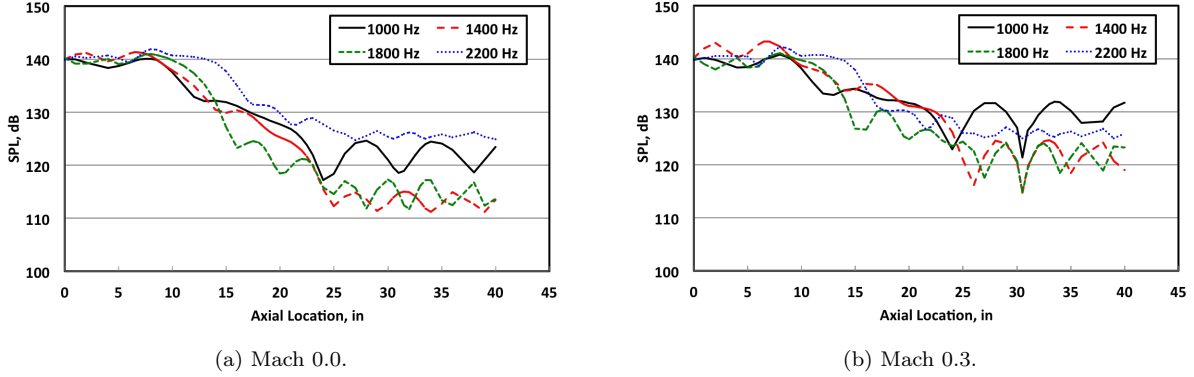 150
140
130
120
110
100
SPL, dB
1000 Hz 1400 Hz
1800 Hz 2200 Hz
0 5 10 15 20 25 30 35 40 45
Axial Location, in
(a) Mach 0.0.
150
140
130
120
110
100
SPL, dB
1000 Hz 1400 Hz
1800 Hz 2200 Hz
0 5 10 15 20 25 30 35 40 45
Axial Location, in
(b) Mach 0.3.